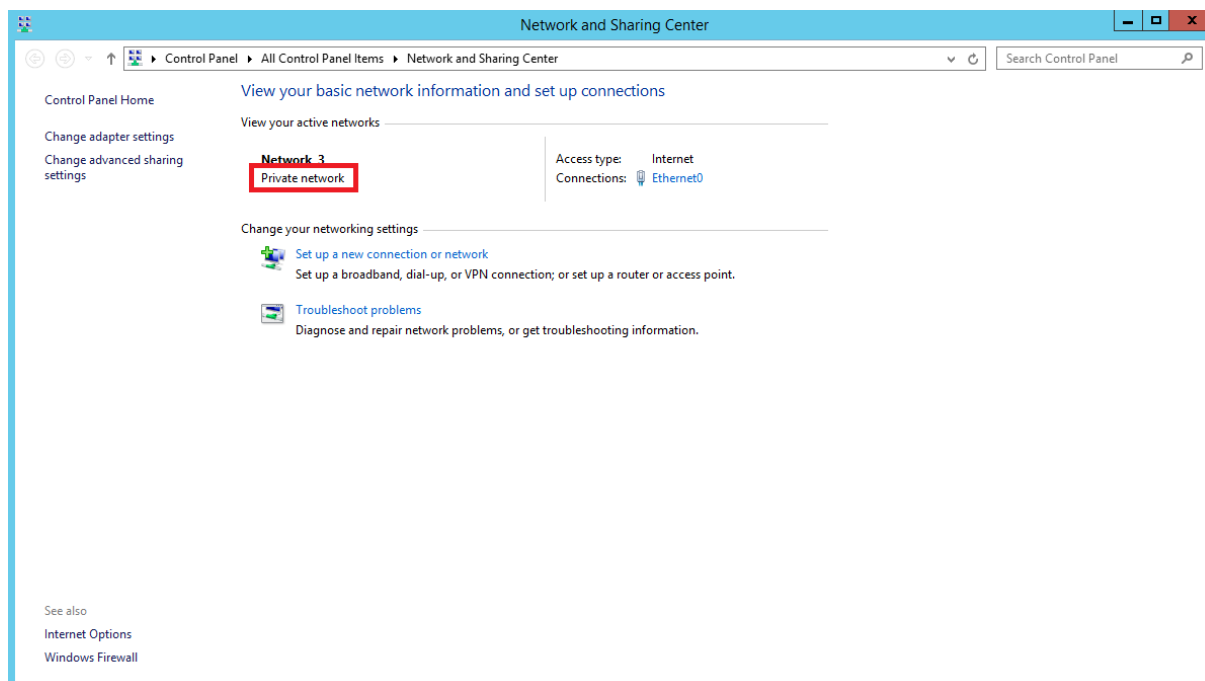 Network and Sharing Center
Control Panel All Control Panel Items Network and Sharing Center
Search Control Panel
Control Panel Home
Change adapter settings
Change advanced sharing
settings
View your basic network information and set up connections
View your active networks
Network 3
Private network
Access type: Internet
Connections: Ethernet0
Change your networking settings
Set up a new connection or network
Set up a broadband, dial-up, or VPN connection; or set up a router or access point.
Troubleshoot problems
Diagnose and repair network problems, or get troubleshooting information.
See also
Internet Options
Windows Firewall